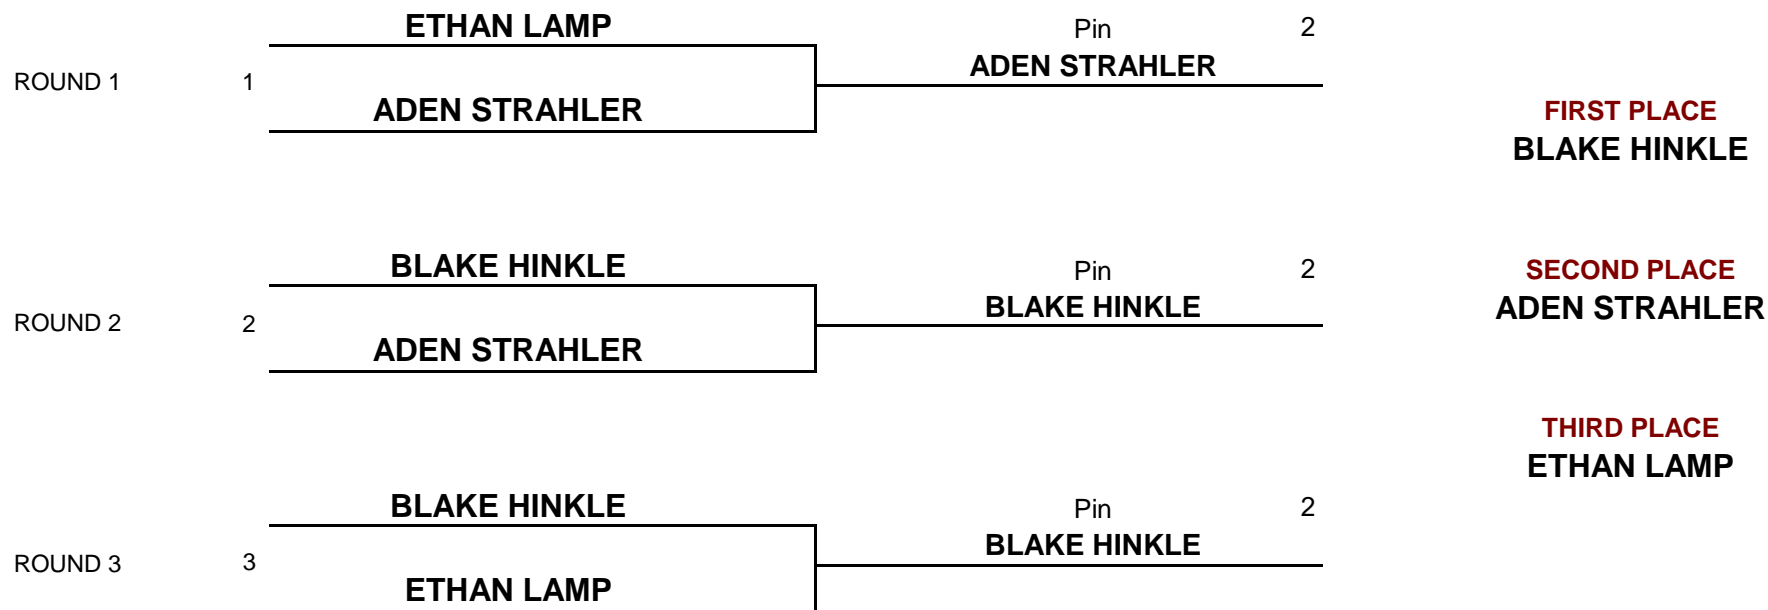 ETHAN LAMP
Pin 2
ROUND 1 1 ADEN STRAHLER
ADEN STRAHLER
FIRST PLACE
BLAKE HINKLE
BLAKE HINKLE
Pin 2
ROUND 2 2 BLAKE HINKLE
ADEN STRAHLER
SECOND PLACE
ADEN STRAHLER
THIRD PLACE
ETHAN LAMP
BLAKE HINKLE
Pin 2
ROUND 3 3 BLAKE HINKLE
ETHAN LAMP